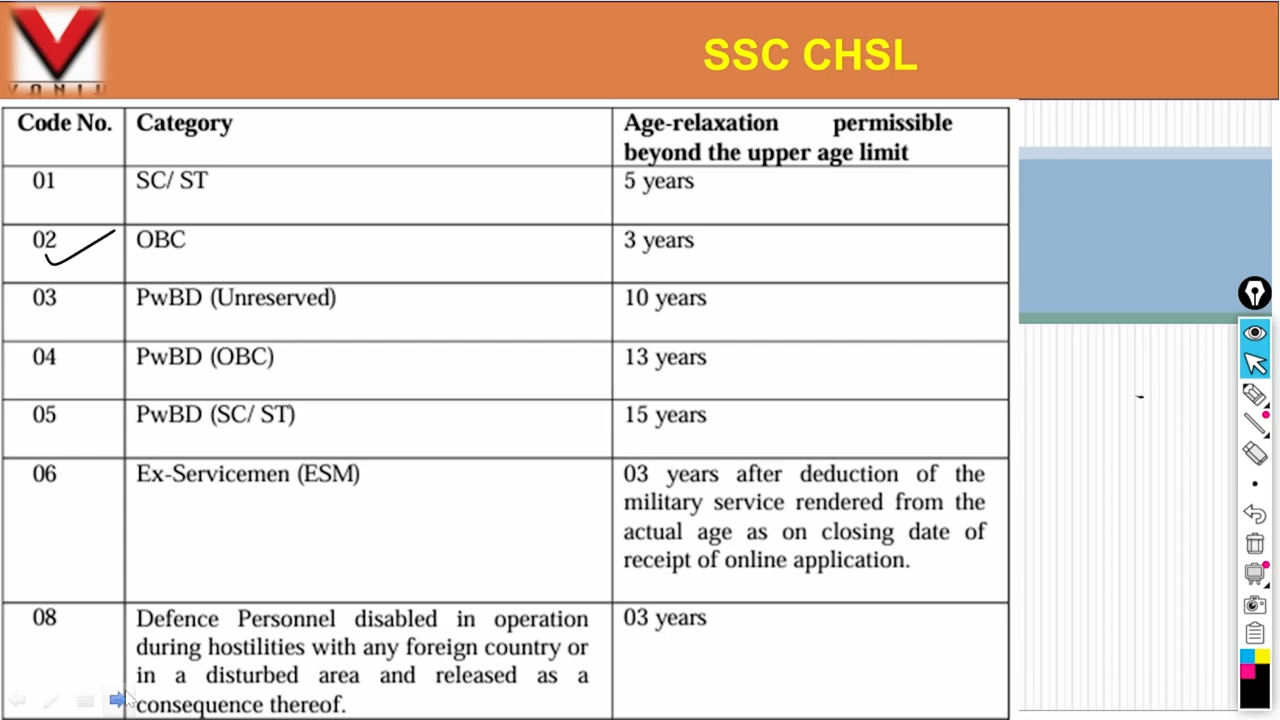 VANIJ
SSC CHSL
Code No. Category Age-relaxation permissible
beyond the upper age limit
01 SC/ ST 5 years
02 OBC 3 years
03 PwBD (Unreserved) 10 years
04 PwBD (OBC) 13 years
05 PwBD (SC/ ST) 15 years
06 Ex-Servicemen (ESM) 03 years after deduction of the
military service rendered from the
actual age as on closing date of
receipt of online application.
08 Defence Personnel disabled in operation 03 years
during hostilities with any foreign country or
in a disturbed area and released as a
consequence thereof.